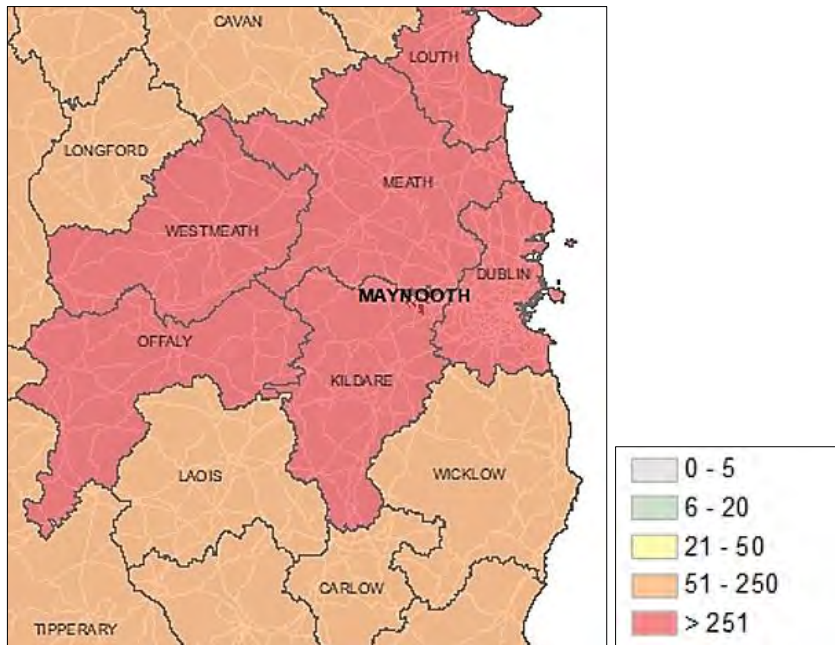 CAVAN
LOUTH
LONGFORD
MEATH
WESTMEATH
DUBLIN
MAYNOOTH
OFFALY
KILDARE
LAOIS
WICKLOW
CARLOW
TIPPERARY
0 - 5
6 - 20
21 - 50
51 - 250
> 251